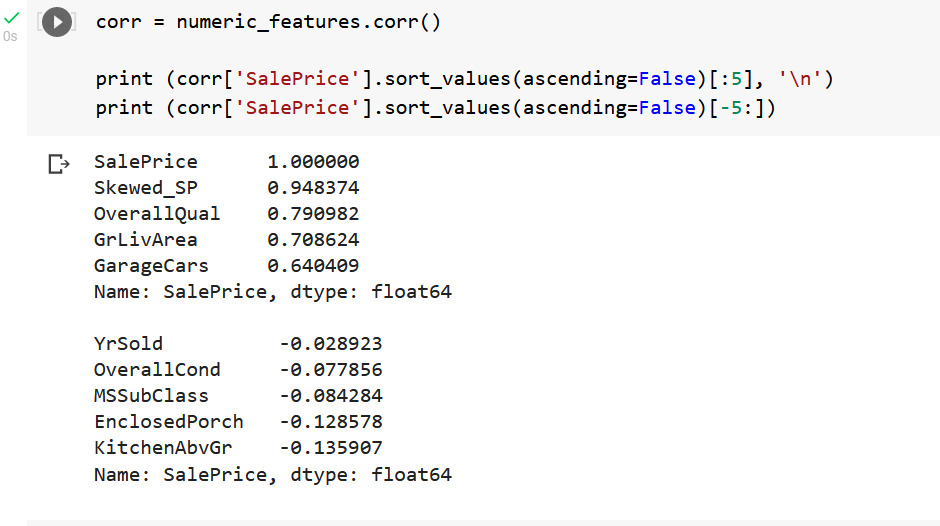 0s
corr = numeric_features.corr()
print (corr['SalePrice'].sort_values(ascending=False)[:5], '\n')
print (corr['SalePrice'].sort_values(ascending=False)[-5:])
SalePrice 1.000000
Skewed_SP 0.948374
OverallQual 0.790982
GrLivArea 0.708624
GarageCars 0.640409
Name: SalePrice, dtype: float64
YrSold -0.028923
OverallCond -0.077856
MSSubClass -0.084284
EnclosedPorch -0.128578
KitchenAbvGr -0.135907
Name: SalePrice, dtype: float64